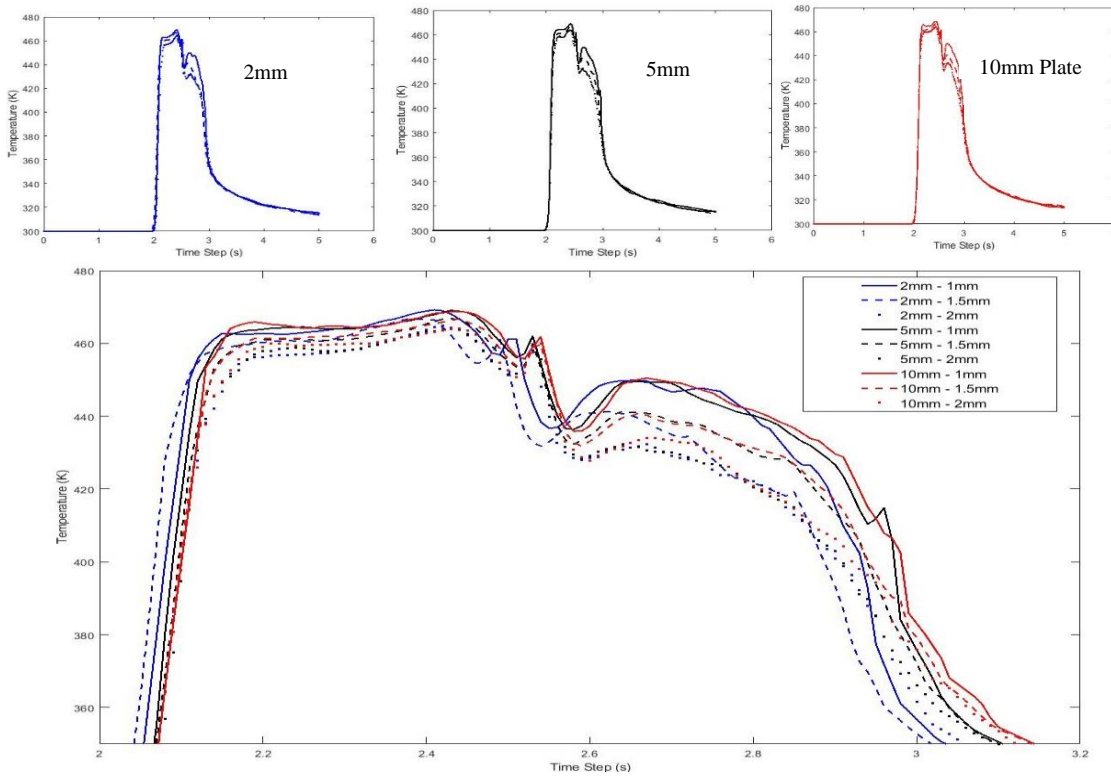 480
460
440
420
400
380
360
340
320
300
Temperature (K)
2mm
0 1 2 3 4 5 6
Time Step (s)
480
460
440
420
400
380
360
340
320
300
Temperature (K)
5mm
0 1 2 3 4 5 6
Time Step (s)
480
460
440
420
400
380
360
340
320
300
Temperature (K)
10mm Plate
0 1 2 3 4 5
Time Step (s)
480
460
440
420
400
380
360
Temperature (K)
2mm - 1mm
2mm - 1.5mm
2mm - 2mm
5mm - 1mm
5mm - 1.5mm
5mm - 2mm
10mm - 1mm
10mm - 1.5mm
10mm - 2mm
2 2.2 2.4 2.6 2.8 3 3.2
Time Step (s)